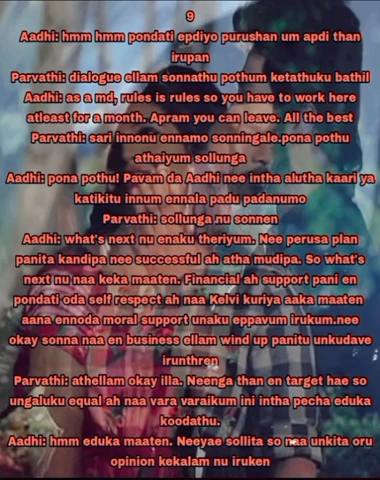 9
Aadhi: hmm hmm pondati epdiyo purushan um apdi than
irupan
Parvathi: dialogue ellam sonnathu pothum ketathuku bathil
Aadhi: as a md, rules is rules so you have to work here
atleast for a month. Apram you can leave. All the best
Parvathi: sari innonu ennamo sonningale.pona pothu
athaiyum sollunga
Aadhi: pona pothu! Pavam da Aadhi nee intha alutha kaari ya
katikitu innum ennala padu padanumo
Parvathi: sollunga nu sonnen
Aadhi: what's next nu enaku theriyum. Nee perusa plan
panita kandipa nee successful ah atha mudipa. So what's
next nu naa keka maaten. Financial ah support pani en
pondati oda self respect ah naa Kelvi kuriya aaka maaten
aana ennoda moral support unaku eppavum irukum.nee
okay sonna naa en business ellam wind up panitu unkudave
irunthren
Parvathi: athellam okay illa. Neenga than en target hae so
ungaluku equal ah naa vara varaikum ini intha pecha eduka
koodathu.
Aadhi: hmm eduka maaten. Neeyae sollita so naa unkita oru
opinion kekalam nu iruken